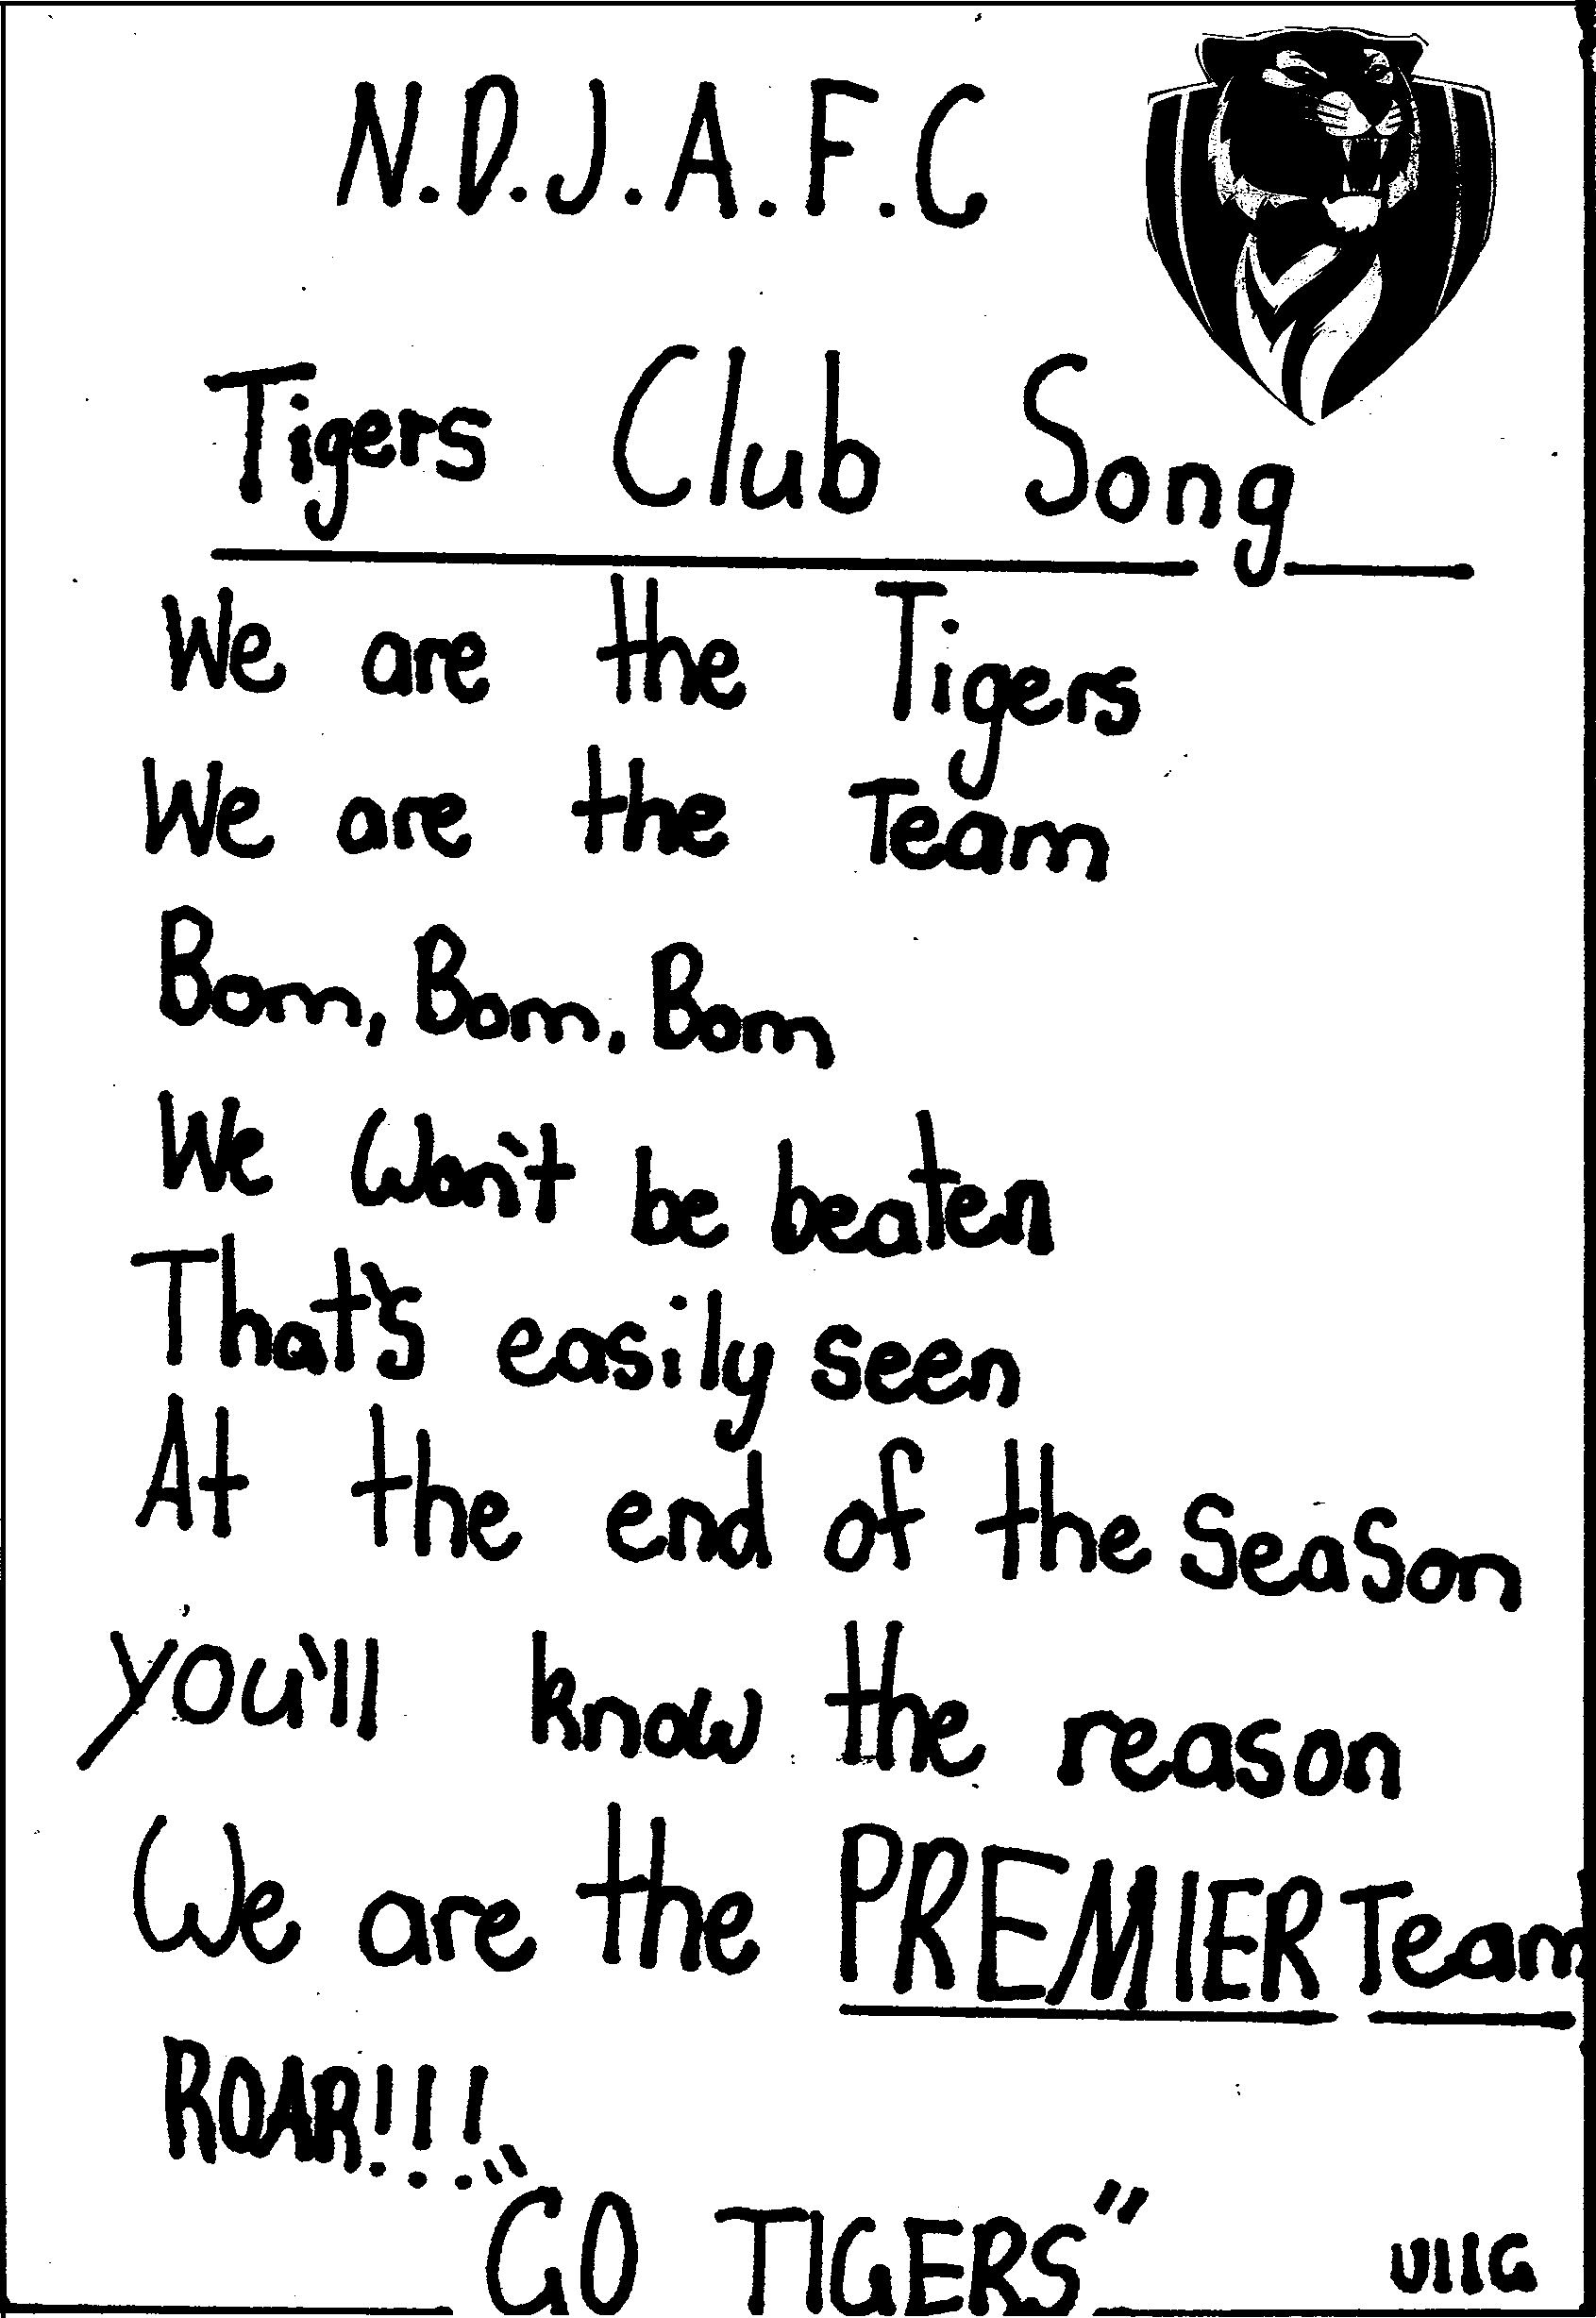 N.D.J.A.F.C
Tigers Club Song
We are the Tigers
We are the Team
Bom, Bom, Bom
We won't be beaten
That's easily seen
At the end of the SeaSon
you'll know the reason
We are the PREMIER Team
ROAR!!!
"GO TIGERS"
U11G